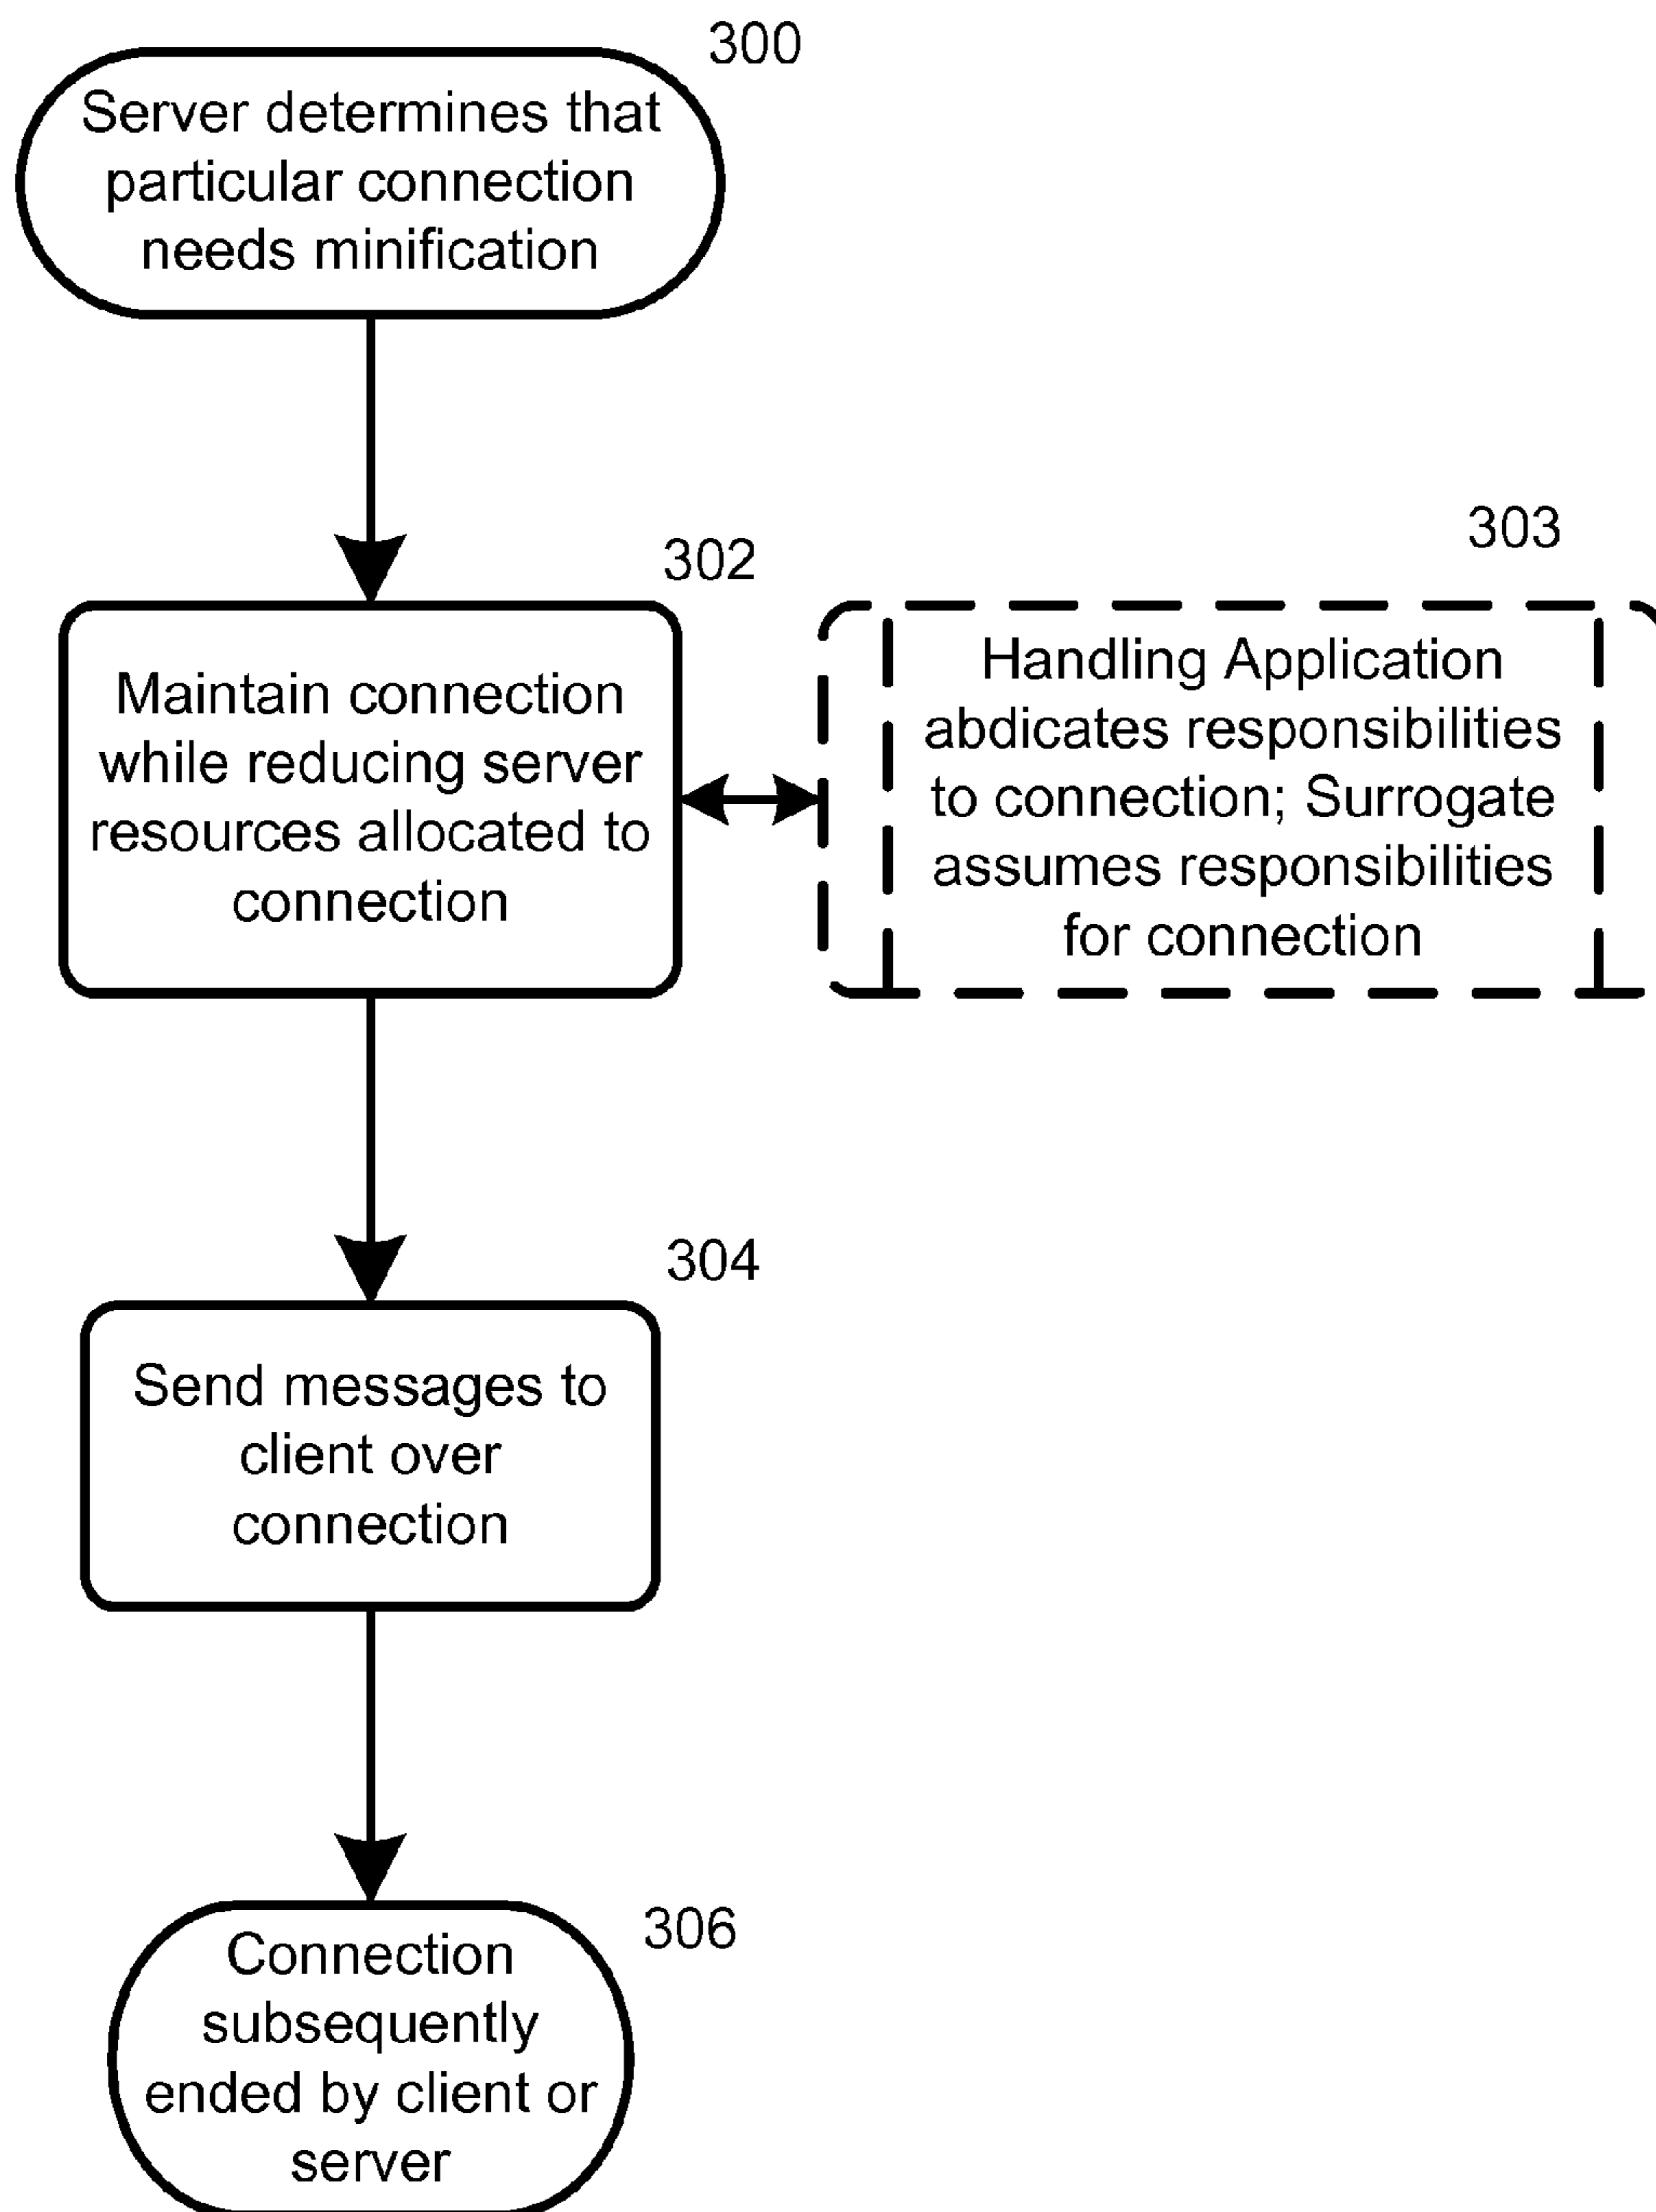 300
Server determines that
particular connection
needs minification
302
Maintain connection
while reducing server
resources allocated to
connection
303
Handling Application
abdicates responsibilities
to connection; Surrogate
assumes responsibilities
for connection
304
Send messages to
client over
connection
306
Connection
subsequently
ended by client or
server